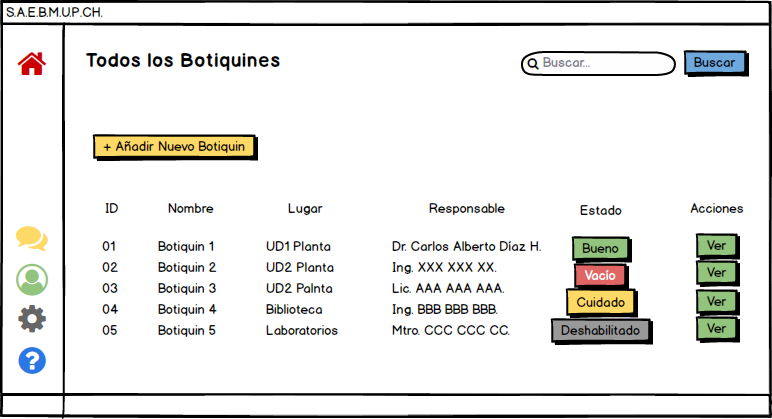 S.A.E.B.M.U.P.CH.
Todos los Botiquines
Buscar...
Buscar
+ Añadir Nuevo Botiquin
ID Nombre Lugar Responsable Estado Acciones
01 Botiquin 1 UD1 Planta Dr. Carlos Alberto Díaz H. Bueno Ver
02 Botiquin 2 UD2 Planta Ing. XXX XXX XX. Vacío Ver
03 Botiquin 3 UD2 Palnta Lic. AAA AAA AAA. Cuidado Ver
04 Botiquin 4 Biblioteca Ing. BBB BBB BBB. Deshabilitado Ver
05 Botiquin 5 Laboratorios Mtro. CCC CCC CC.
?